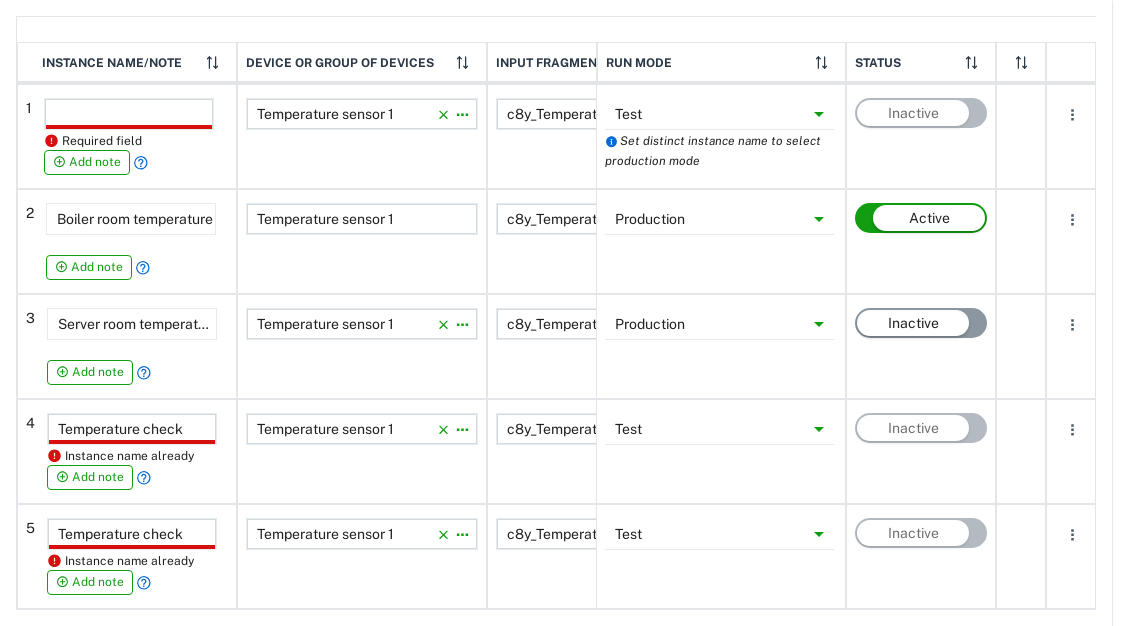 INSTANCE NAME/NOTE DEVICE OR GROUP OF DEVICES INPUT FRAGMEN RUN MODE STATUS
1 Temperature sensor 1 c8y_Temperat Test Inactive
Required field Set distinct instance name to select
Add note production mode
2 Boiler room temperature Temperature sensor 1 c8y_Temperat Production Active
Add note
3 Server room temperat... Temperature sensor 1 c8y_Temperat Production Inactive
Add note
4 Temperature check Temperature sensor 1 c8y_Temperat Test Inactive
Instance name already
Add note
5 Temperature check Temperature sensor 1 c8y_Temperat Test Inactive
Instance name already
Add note